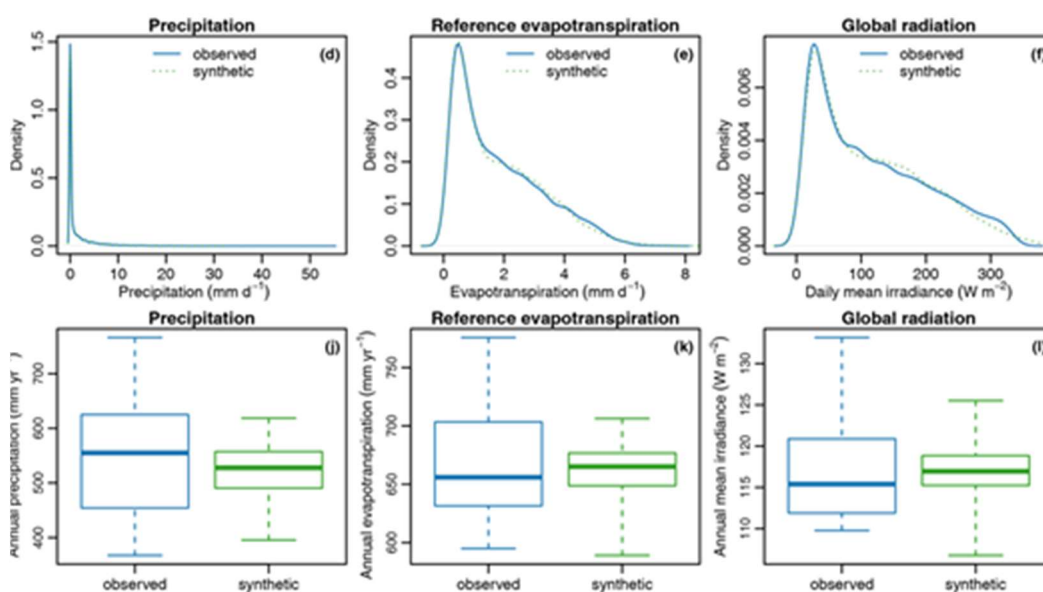 Precipitation
(d)
observed
synthetic
Density
1.5
1.0
0.5
0.0
0 10 20 30 40 50
Precipitation (mm d⁻¹)
Reference evapotranspiration
(e)
observed
synthetic
Density
0.4
0.3
0.2
0.1
0.0
0 2 4 6 8
Evapotranspiration (mm d⁻¹)
Global radiation
(f)
observed
synthetic
Density
0.006
0.004
0.002
0.000
0 100 200 300
Daily mean irradiance (W m⁻²)
Precipitation
(j)
Annual precipitation (mm yr⁻¹)
700
600
500
400
observed synthetic
Reference evapotranspiration
(k)
Annual evapotranspiration (mm yr⁻¹)
750
700
650
600
observed synthetic
Global radiation
(l)
Annual mean irradiance (W m⁻²)
130
125
120
115
110
observed synthetic